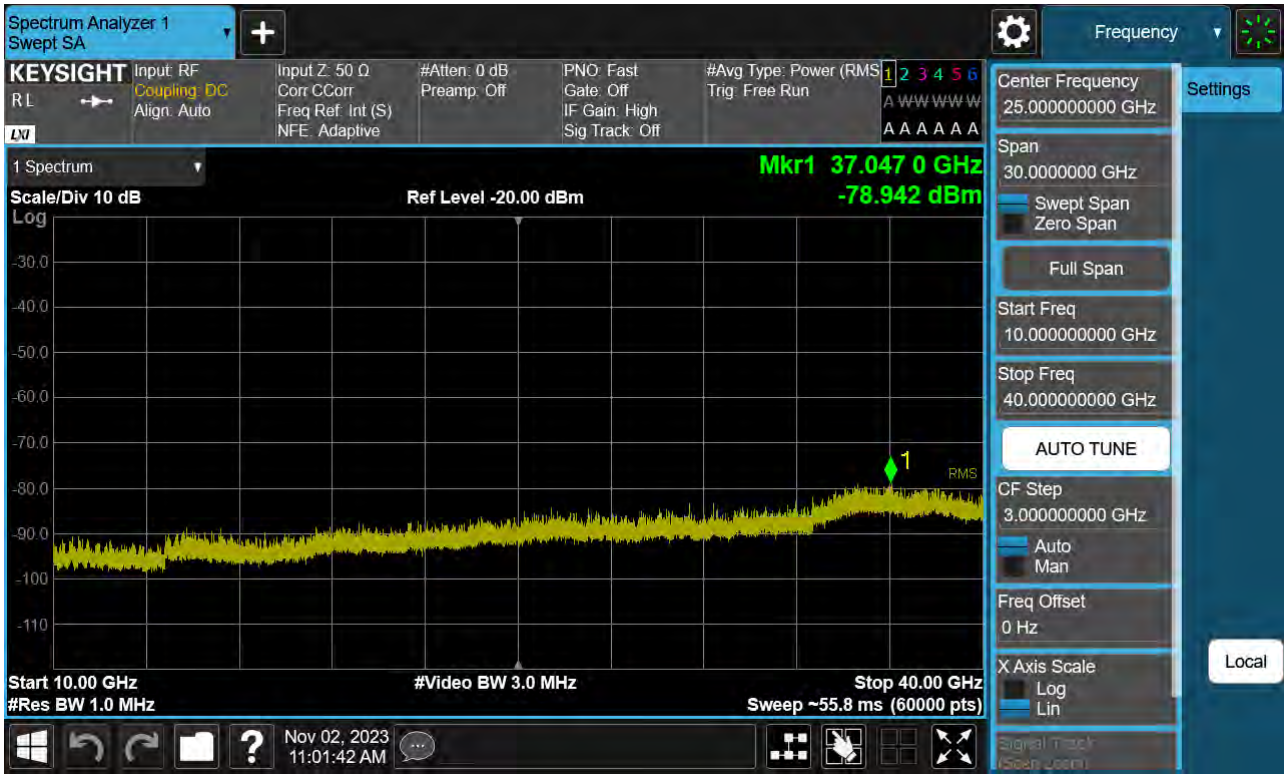 Spectrum Analyzer 1
Swept SA
Frequency
KEYSIGHT
RL
LXI
Input: RF
Coupling: DC
Align: Auto
Input Z: 50 Ω
Corr CCorr
Freq Ref: Int (S)
NFE: Adaptive
#Atten: 0 dB
Preamp: Off
PNO: Fast
Gate: Off
IF Gain: High
Sig Track: Off
#Avg Type: Power (RMS
Trig: Free Run
1 2 3 4 5 6
A W W W W W
A A A A A A
1 Spectrum
Scale/Div 10 dB
Log
Ref Level -20.00 dBm
Mkr1 37.047 0 GHz
-78.942 dBm
-30.0
-40.0
-50.0
-60.0
-70.0
-80.0
-90.0
-100
-110
1
RMS
Start 10.00 GHz
#Res BW 1.0 MHz
#Video BW 3.0 MHz
Stop 40.00 GHz
Sweep ~55.8 ms (60000 pts)
Center Frequency
25.000000000 GHz
Settings
Span
30.0000000 GHz
Swept Span
Zero Span
Full Span
Start Freq
10.000000000 GHz
Stop Freq
40.000000000 GHz
AUTO TUNE
CF Step
3.000000000 GHz
Auto
Man
Freq Offset
0 Hz
X Axis Scale
Log
Lin
Signal Track
(Span Zoom)
Local
?
Nov 02, 2023
11:01:42 AM